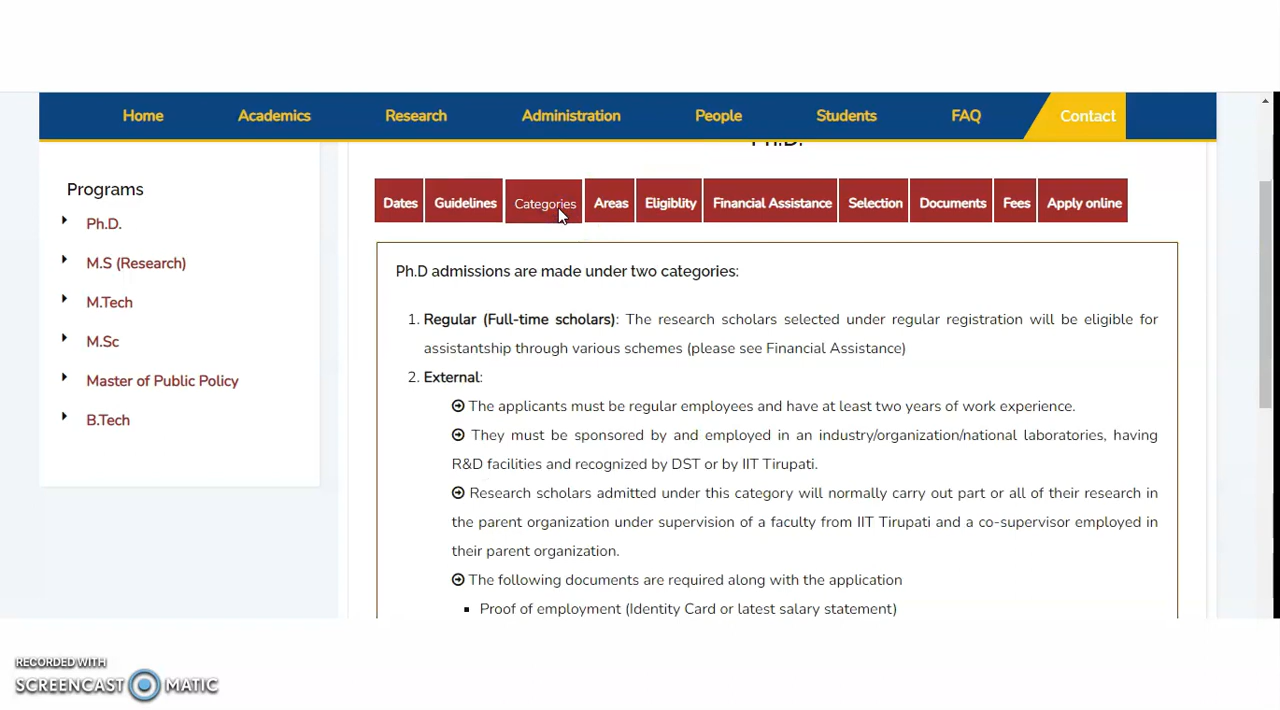 Home Academics Research Administration People Students FAQ Contact
Ph.D.
Programs
Ph.D.
M.S (Research)
M.Tech
M.Sc
Master of Public Policy
B.Tech
Dates Guidelines Categories Areas Eligiblity Financial Assistance Selection Documents Fees Apply online
Ph.D admissions are made under two categories:
1. Regular (Full-time scholars): The research scholars selected under regular registration will be eligible for
assistantship through various schemes (please see Financial Assistance)
2. External:
The applicants must be regular employees and have at least two years of work experience.
They must be sponsored by and employed in an industry/organization/national laboratories, having
R&D facilities and recognized by DST or by IIT Tirupati.
Research scholars admitted under this category will normally carry out part or all of their research in
the parent organization under supervision of a faculty from IIT Tirupati and a co-supervisor employed in
their parent organization.
The following documents are required along with the application
Proof of employment (Identity Card or latest salary statement)
RECORDED WITH
SCREENCAST MATIC